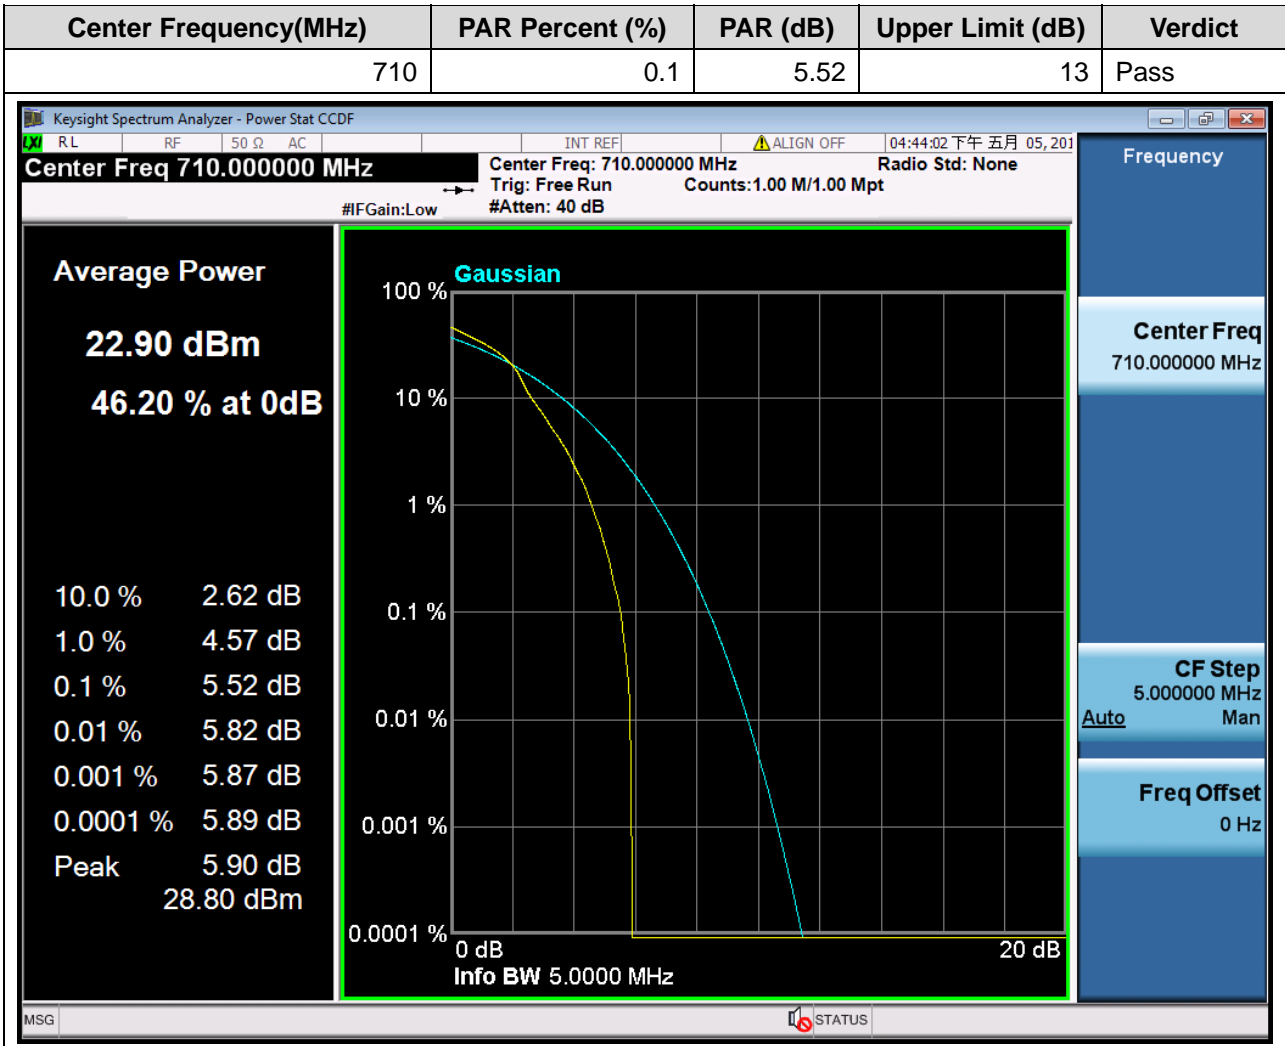 Center Frequency(MHz) PAR Percent (%) PAR (dB) Upper Limit (dB) Verdict
710 0.1 5.52 13 Pass
Keysight Spectrum Analyzer - Power Stat CCDF
LXI RL RF 50 Ω AC INT REF ALIGN OFF 04:44:02 下午 五月 05, 201
Center Freq 710.000000 MHz
Center Freq: 710.000000 MHz Radio Std: None
Trig: Free Run Counts:1.00 M/1.00 Mpt
#IFGain:Low #Atten: 40 dB
Frequency
Average Power
22.90 dBm
46.20 % at 0dB
10.0 % 2.62 dB
1.0 % 4.57 dB
0.1 % 5.52 dB
0.01 % 5.82 dB
0.001 % 5.87 dB
0.0001 % 5.89 dB
Peak 5.90 dB
28.80 dBm
Gaussian
100 %
10 %
1 %
0.1 %
0.01 %
0.001 %
0.0001 %
0 dB 20 dB
Info BW 5.0000 MHz
Center Freq
710.000000 MHz
CF Step
5.000000 MHz
Auto Man
Freq Offset
0 Hz
MSG STATUS